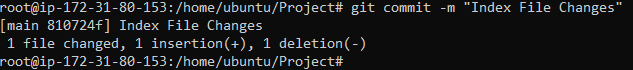 root@ip-172-31-80-153:/home/ubuntu/Project# git commit -m "Index File Changes"
[main 810724f] Index File Changes
 1 file changed, 1 insertion(+), 1 deletion(-)
root@ip-172-31-80-153:/home/ubuntu/Project#